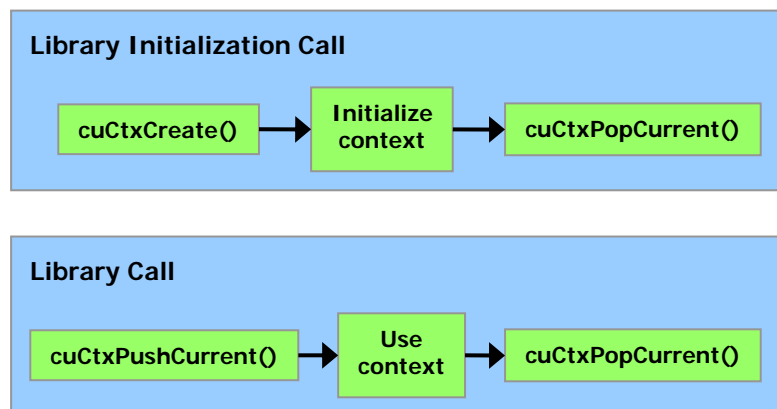 Library Initialization Call
cuCtxCreate()
Initialize
context
cuCtxPopCurrent()
Library Call
cuCtxPushCurrent()
Use
context
cuCtxPopCurrent()